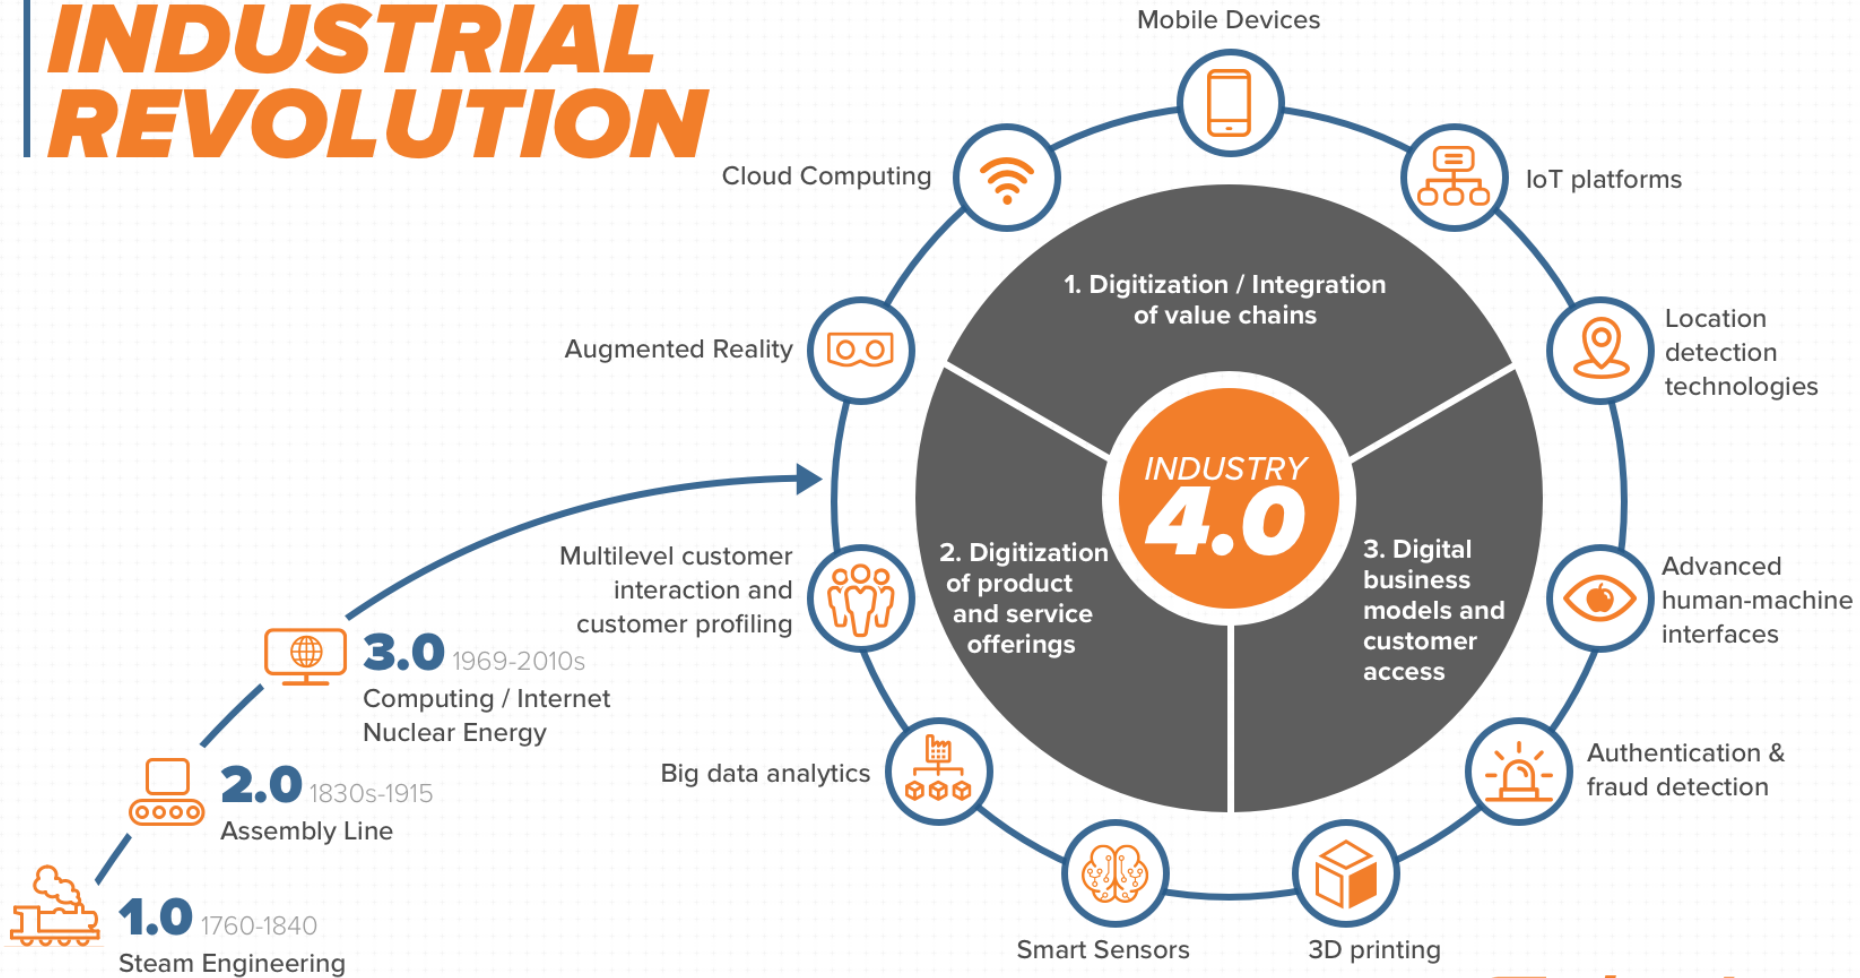 INDUSTRIAL
REVOLUTION
Mobile Devices
Cloud Computing
IoT platforms
Augmented Reality
Location
detection
technologies
1. Digitization / Integration
of value chains
INDUSTRY
4.0
2. Digitization
of product
and service
offerings
3. Digital
business
models and
customer
access
Multilevel customer
interaction and
customer profiling
Advanced
human-machine
interfaces
Big data analytics
Authentication &
fraud detection
Smart Sensors
3D printing
3.0 1969-2010s
Computing / Internet
Nuclear Energy
2.0 1830s-1915
Assembly Line
1.0 1760-1840
Steam Engineering